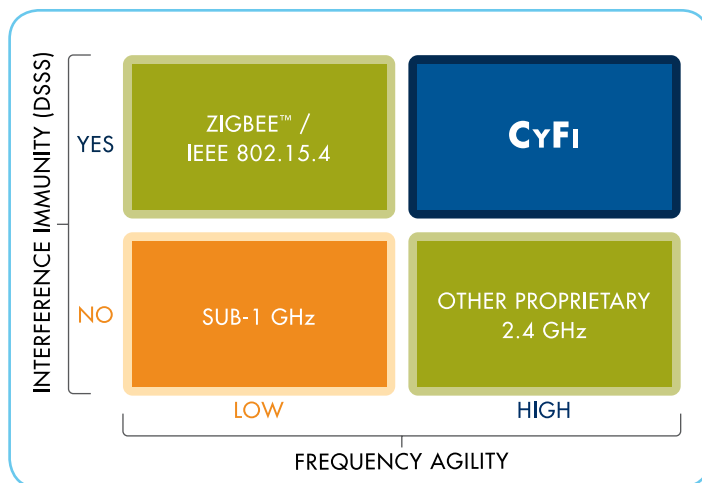 INTERFERENCE IMMUNITY (DSSS)
YES
ZIGBEE™ /
IEEE 802.15.4
CYFI
NO
SUB-1 GHz
OTHER PROPRIETARY
2.4 GHz
LOW
HIGH
FREQUENCY AGILITY